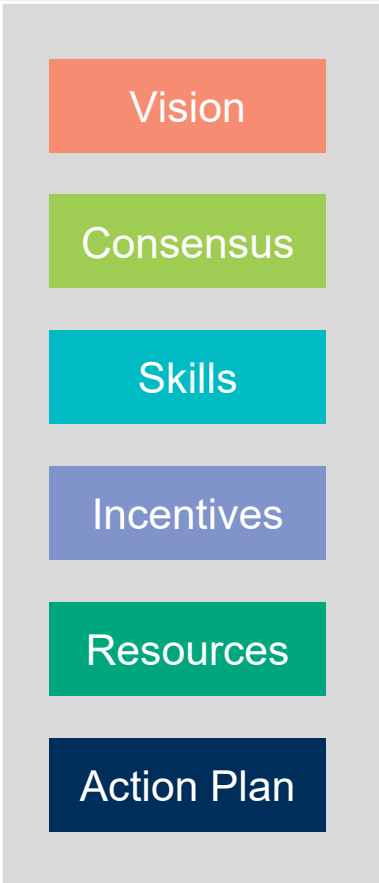 Vision
Consensus
Skills
Incentives
Resources
Action Plan